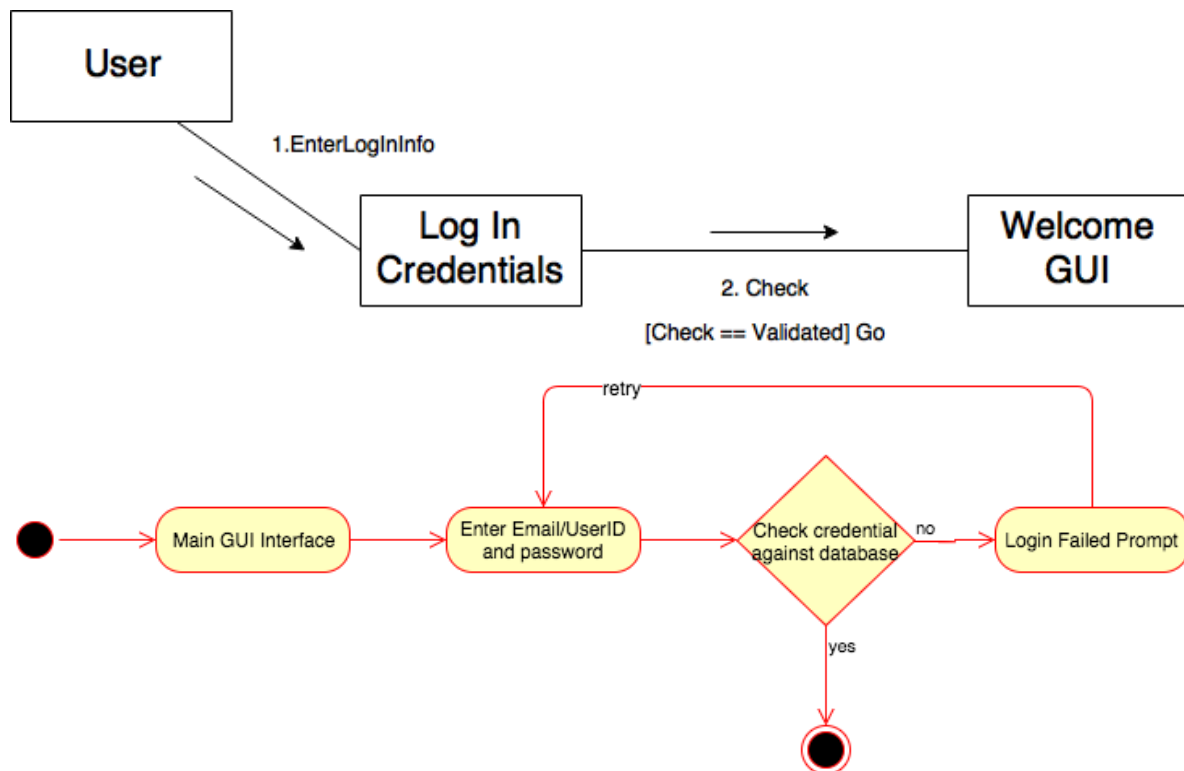 User
1.EnterLogInInfo
Log In
Credentials
Welcome
GUI
2. Check
[Check == Validated] Go
retry
Main GUI Interface
Enter Email/UserID
and password
Check credential
against database
no
Login Failed Prompt
yes